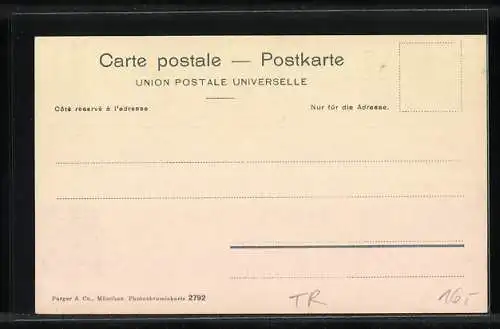 Carte postale — Postkarte
UNION POSTALE UNIVERSELLE
Côté réservé à l'adresse
Nur für die Adresse.
Purger & Co., München. Photochromiekarte 2792
TR
16,-